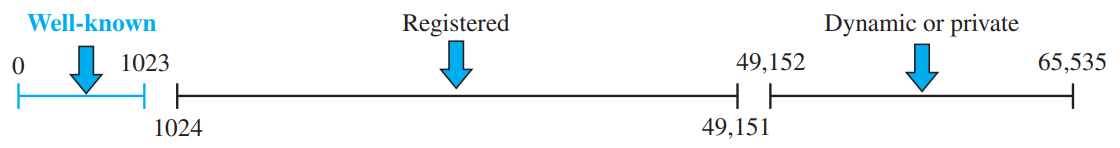 Well-known Registered Dynamic or private
0 1023 49,152 65,535
1024 49,151